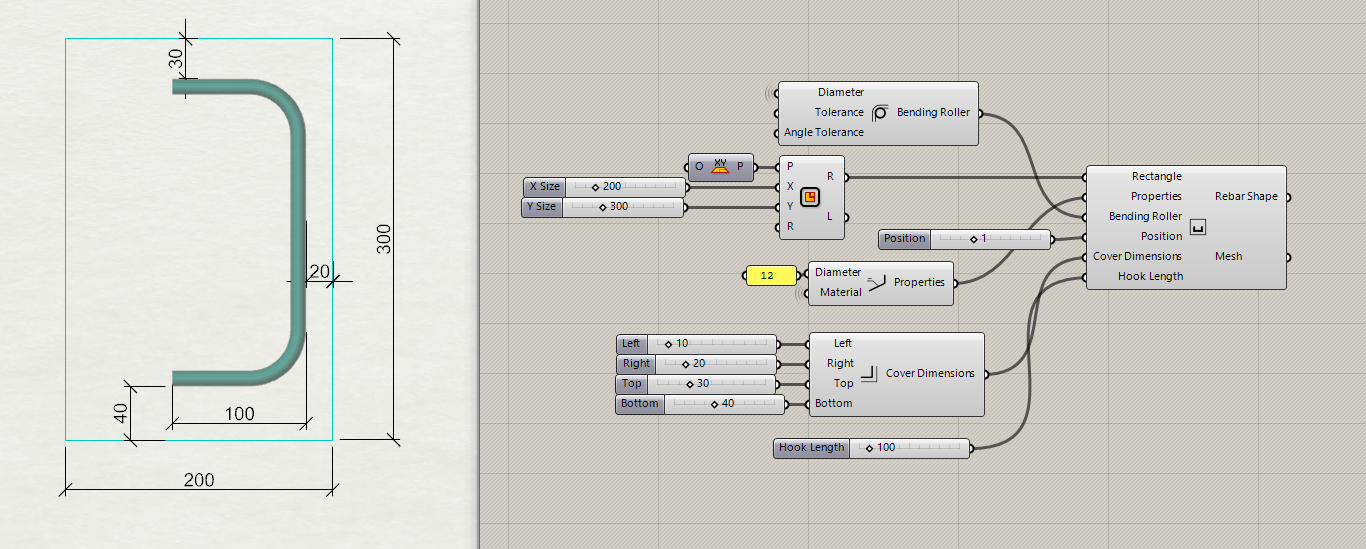 30
300
20
40
100
200
Diameter
Tolerance
Angle Tolerance
Bending Roller
O XY P
X Size 200
Y Size 300
P
X
Y
R
R
L
Position 1
12
Diameter
Material
Properties
Left 10
Right 20
Top 30
Bottom 40
Left
Right
Top
Bottom
Cover Dimensions
Hook Length 100
Rectangle
Properties
Bending Roller
Position
Cover Dimensions
Hook Length
Rebar Shape
Mesh